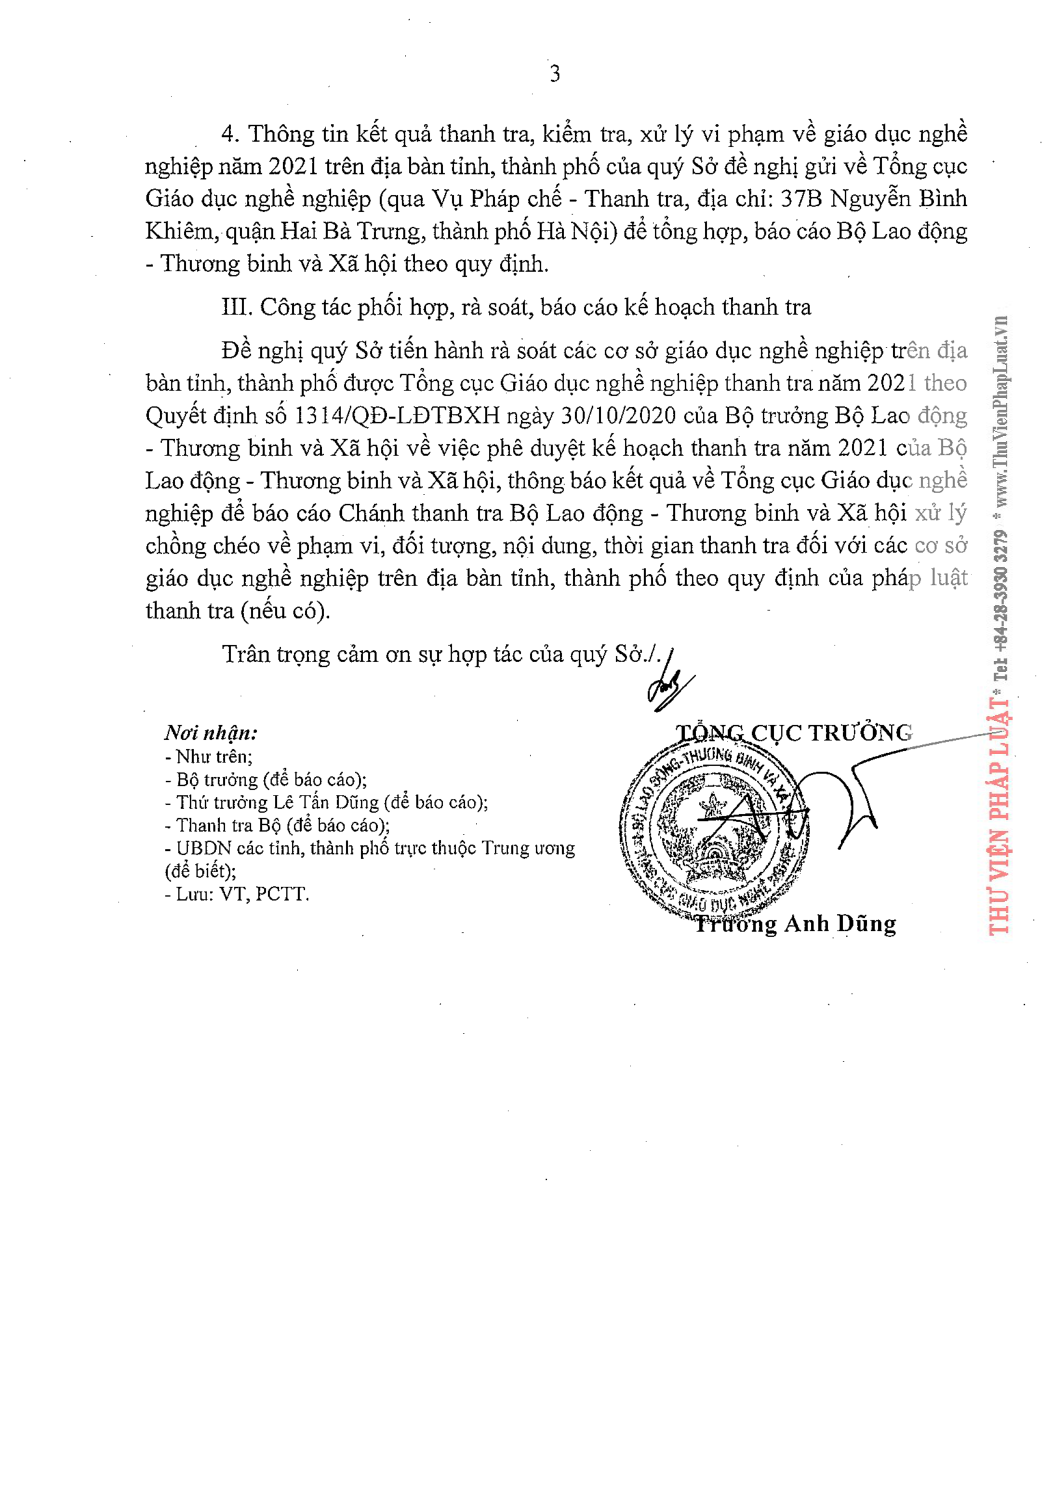 3
4. Thông tin kết quả thanh tra, kiểm tra, xử lý vi phạm về giáo dục nghề
nghiệp năm 2021 trên địa bàn tỉnh, thành phố của quý Sở đề nghị gửi về Tổng cục
Giáo dục nghề nghiệp (qua Vụ Pháp chế - Thanh tra, địa chỉ: 37B Nguyễn Bình
Khiêm, quận Hai Bà Trưng, thành phố Hà Nội) để tổng hợp, báo cáo Bộ Lao động
- Thương binh và Xã hội theo quy định.
III. Công tác phối hợp, rà soát, báo cáo kế hoạch thanh tra
Đề nghị quý Sở tiến hành rà soát các cơ sở giáo dục nghề nghiệp trên địa
bàn tỉnh, thành phố được Tổng cục Giáo dục nghề nghiệp thanh tra năm 2021 theo
Quyết định số 1314/QĐ-LĐTBXH ngày 30/10/2020 của Bộ trưởng Bộ Lao động
- Thương binh và Xã hội về việc phê duyệt kế hoạch thanh tra năm 2021 của Bộ
Lao động - Thương binh và Xã hội, thông báo kết quả về Tổng cục Giáo dục nghề
nghiệp để báo cáo Chánh thanh tra Bộ Lao động - Thương binh và Xã hội xử lý
chồng chéo về phạm vi, đối tượng, nội dung, thời gian thanh tra đối với các cơ sở
giáo dục nghề nghiệp trên địa bàn tỉnh, thành phố theo quy định của pháp luật
thanh tra (nếu có).
Trân trọng cảm ơn sự hợp tác của quý Sở./.
Nơi nhận:
- Như trên;
- Bộ trưởng (để báo cáo);
- Thứ trưởng Lê Tấn Dũng (để báo cáo);
- Thanh tra Bộ (để báo cáo);
- UBDN các tỉnh, thành phố trực thuộc Trung ương
(để biết);
- Lưu: VT, PCTT.
TỔNG CỤC TRƯỞNG
BỘ LAO ĐỘNG-THƯƠNG BINH VÀ XÃ
TỔNG CỤC GIÁO DỤC NGHỀ NGHIỆP
Trương Anh Dũng
THƯ VIỆN PHÁP LUẬT * Tel: +84-28-3930 3279 * www.ThuVienPhapLuat.vn